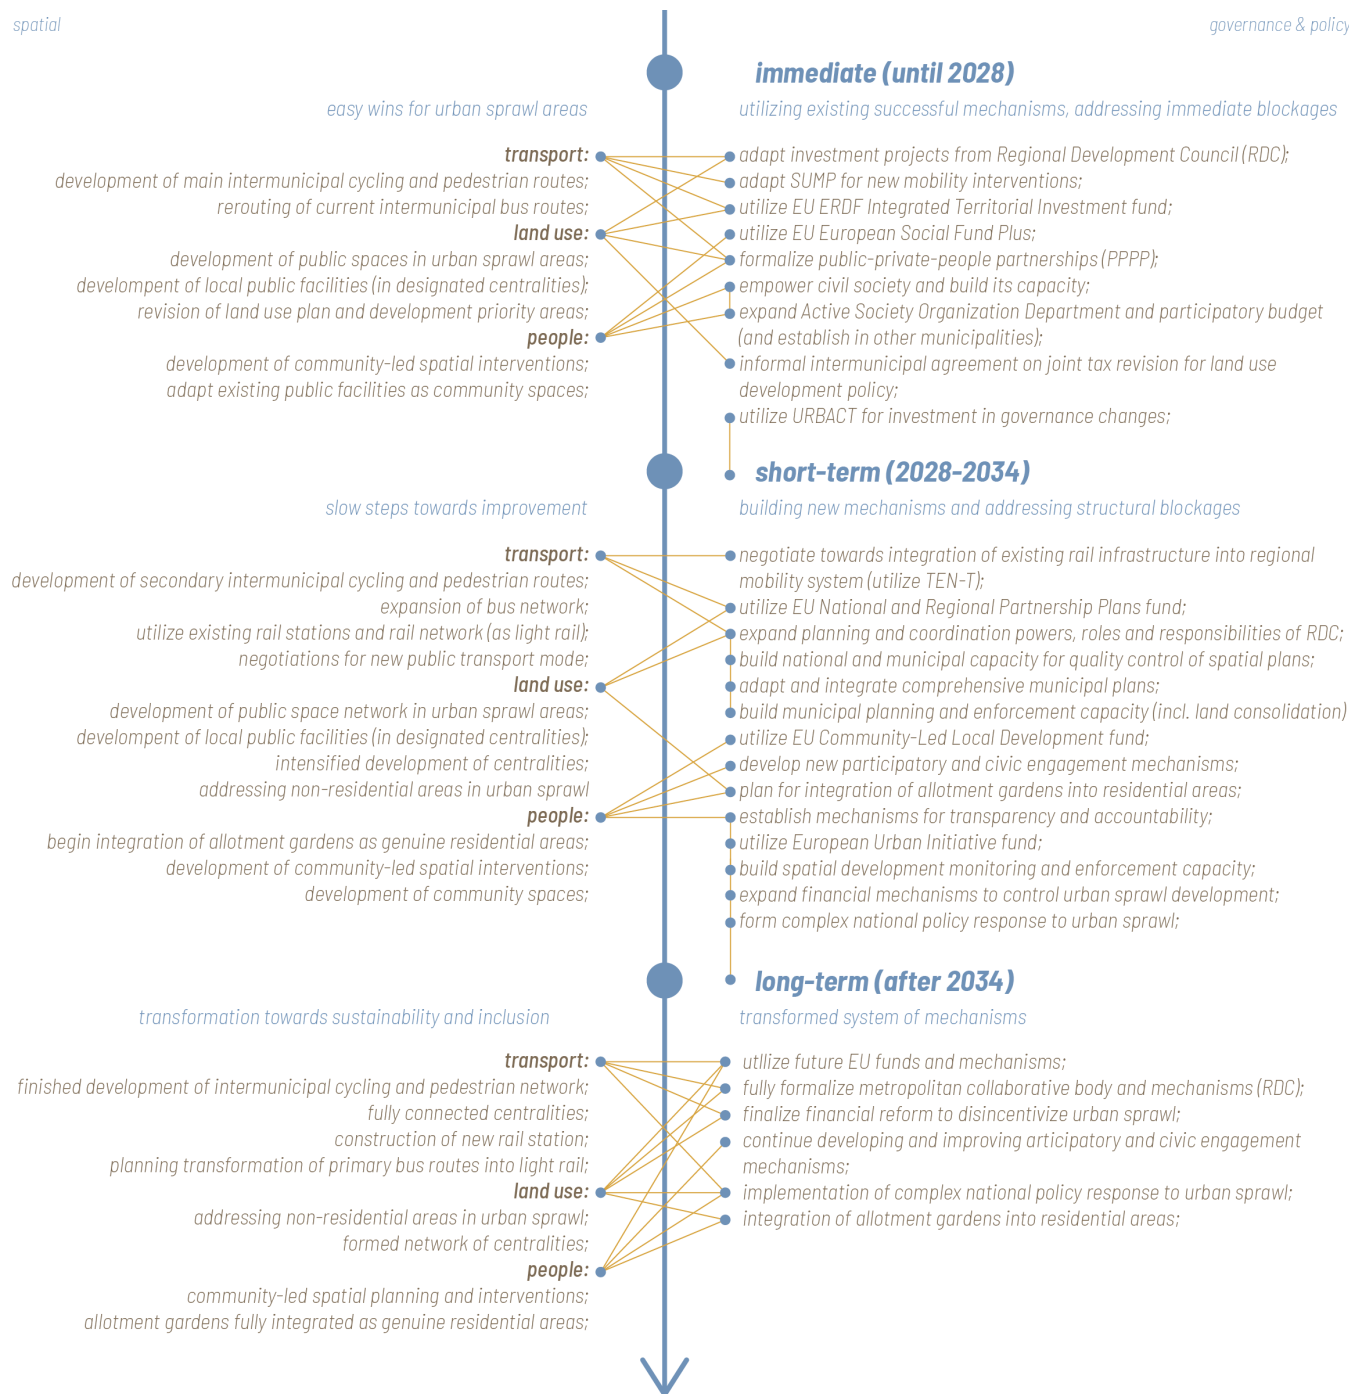 spatial
governance & policy
immediate (until 2028)
easy wins for urban sprawl areas
utilizing existing successful mechanisms, addressing immediate blockages
transport:
development of main intermunicipal cycling and pedestrian routes;
rerouting of current intermunicipal bus routes;
land use:
development of public spaces in urban sprawl areas;
develompent of local public facilities (in designated centralities);
revision of land use plan and development priority areas;
people:
development of community-led spatial interventions;
adapt existing public facilities as community spaces;
adapt investment projects from Regional Development Council (RDC);
adapt SUMP for new mobility interventions;
utilize EU ERDF Integrated Territorial Investment fund;
utilize EU European Social Fund Plus;
formalize public-private-people partnerships (PPPP);
empower civil society and build its capacity;
expand Active Society Organization Department and participatory budget
(and establish in other municipalities);
informal intermunicipal agreement on joint tax revision for land use
development policy;
utilize URBACT for investment in governance changes;
short-term (2028-2034)
slow steps towards improvement
building new mechanisms and addressing structural blockages
transport:
development of secondary intermunicipal cycling and pedestrian routes;
expansion of bus network;
utilize existing rail stations and rail network (as light rail);
negotiations for new public transport mode;
land use:
development of public space network in urban sprawl areas;
develompent of local public facilities (in designated centralities);
intensified development of centralities;
addressing non-residential areas in urban sprawl
people:
begin integration of allotment gardens as genuine residential areas;
development of community-led spatial interventions;
development of community spaces;
negotiate towards integration of existing rail infrastructure into regional
mobility system (utilize TEN-T);
utilize EU National and Regional Partnership Plans fund;
expand planning and coordination powers, roles and responsibilities of RDC;
build national and municipal capacity for quality control of spatial plans;
adapt and integrate comprehensive municipal plans;
build municipal planning and enforcement capacity (incl. land consolidation)
utilize EU Community-Led Local Development fund;
develop new participatory and civic engagement mechanisms;
plan for integration of allotment gardens into residential areas;
establish mechanisms for transparency and accountability;
utilize European Urban Initiative fund;
build spatial development monitoring and enforcement capacity;
expand financial mechanisms to control urban sprawl development;
form complex national policy response to urban sprawl;
long-term (after 2034)
transformation towards sustainability and inclusion
transformed system of mechanisms
transport:
finished development of intermunicipal cycling and pedestrian network;
fully connected centralities;
construction of new rail station;
planning transformation of primary bus routes into light rail;
land use:
addressing non-residential areas in urban sprawl;
formed network of centralities;
people:
community-led spatial planning and interventions;
allotment gardens fully integrated as genuine residential areas;
utllize future EU funds and mechanisms;
fully formalize metropolitan collaborative body and mechanisms (RDC);
finalize financial reform to disincentivize urban sprawl;
continue developing and improving articipatory and civic engagement
mechanisms;
implementation of complex national policy response to urban sprawl;
integration of allotment gardens into residential areas;